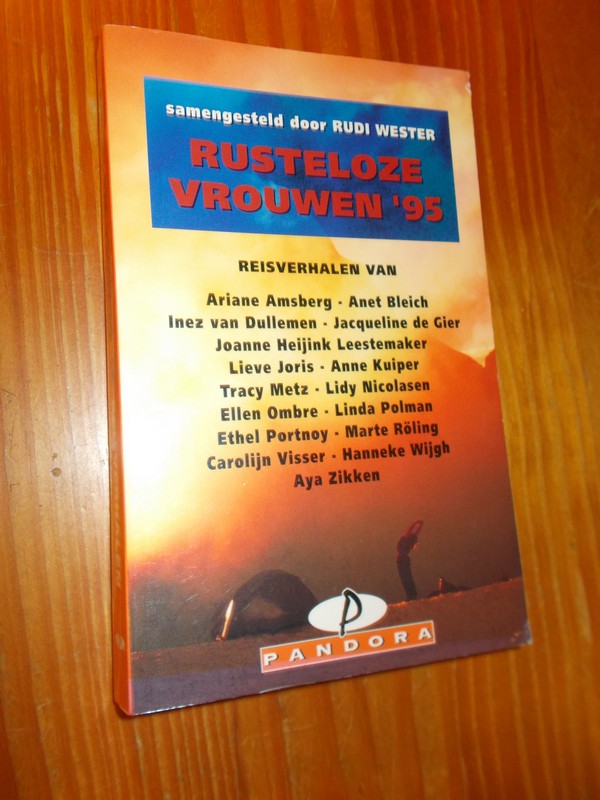 samengesteld door RUDI WESTER
RUSTELOZE
VROUWEN '95
REISVERHALEN VAN
Ariane Amsberg · Anet Bleich
Inez van Dullemen · Jacqueline de Gier
Joanne Heijink Leestemaker
Lieve Joris · Anne Kuiper
Tracy Metz · Lidy Nicolasen
Ellen Ombre · Linda Polman
Ethel Portnoy · Marte Röling
Carolijn Visser · Hanneke Wijgh
Aya Zikken
P
PANDORA